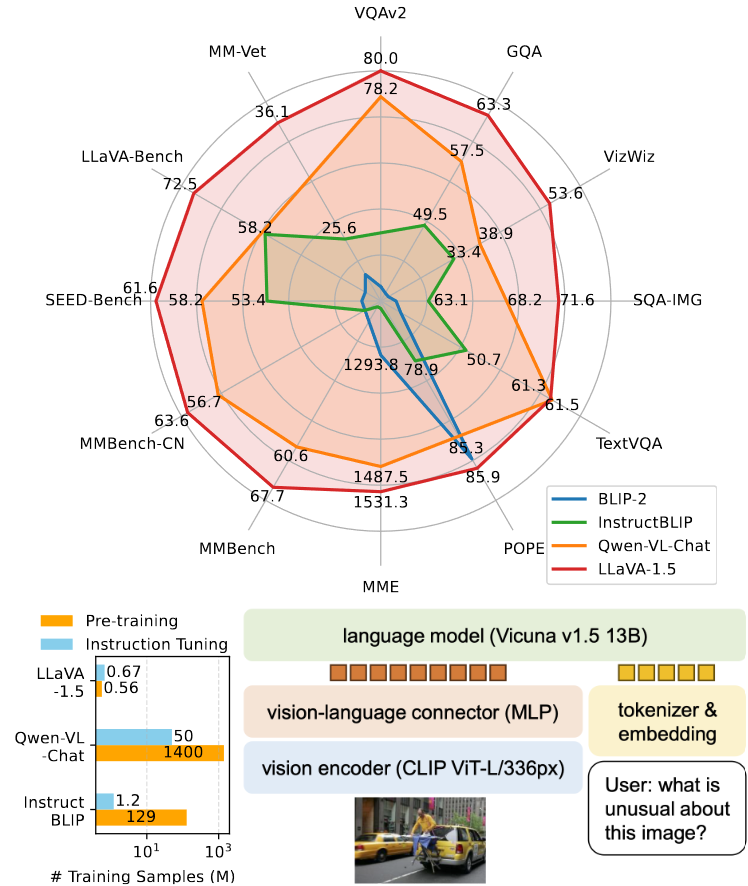 VQAv2
MM-Vet
GQA
80.0
78.2
36.1
63.3
LLaVA-Bench
57.5
VizWiz
72.5
53.6
58.2
25.6
49.5
38.9
33.4
61.6
SEED-Bench
58.2
53.4
63.1
68.2
71.6
SQA-IMG
1293.8
78.9
50.7
61.3
56.7
61.5
63.6
MMBench-CN
TextVQA
60.6
85.3
1487.5
85.9
67.7
1531.3
MMBench
POPE
MME
BLIP-2
InstructBLIP
Qwen-VL-Chat
LLaVA-1.5
Pre-training
Instruction Tuning
LLaVA
-1.5
0.67
0.56
Qwen-VL
-Chat
50
1400
Instruct
BLIP
1.2
129
10¹
10³
# Training Samples (M)
language model (Vicuna v1.5 13B)
vision-language connector (MLP)
tokenizer &
embedding
vision encoder (CLIP ViT-L/336px)
User: what is
unusual about
this image?